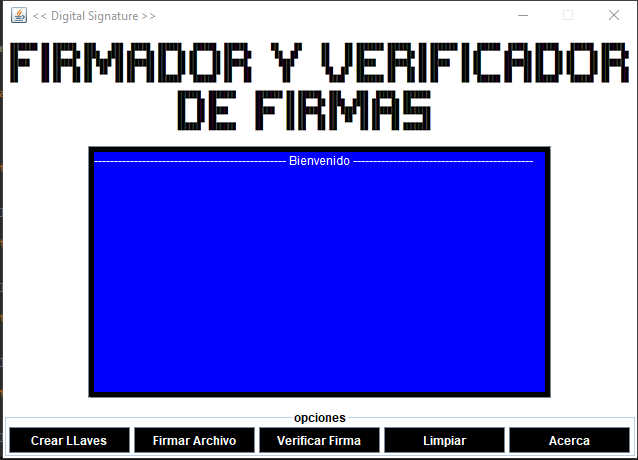 << Digital Signature >>
FIRMADOR Y VERIFICADOR
DE FIRMAS
------------------------------------------------ Bienvenido ---------------------------------------------
opciones
Crear LLaves Firmar Archivo Verificar Firma Limpiar Acerca